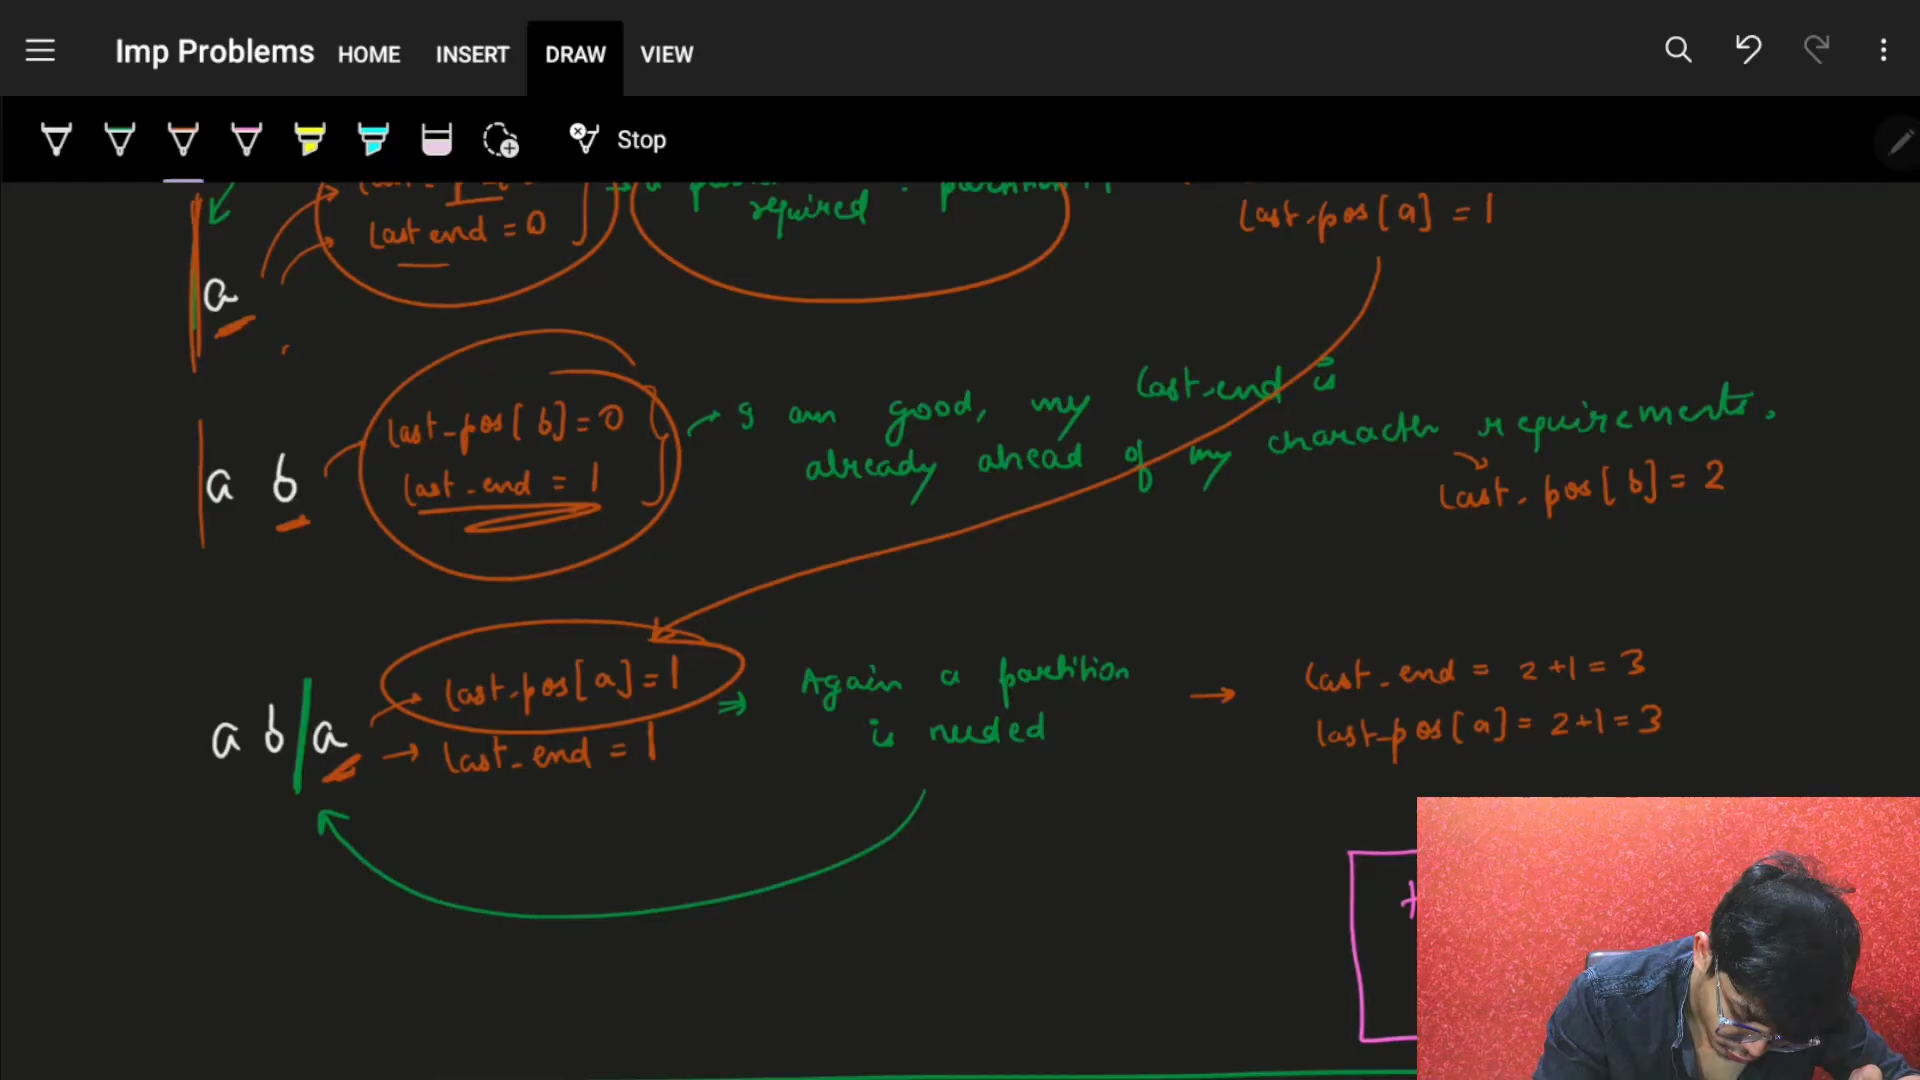 Imp Problems HOME INSERT DRAW VIEW
Stop
required . partition
last end = 0
last-pos[a] = 1
a
last-pos[b] = 0
last-end = 1
a b
I am good, my last-end is
already ahead of my character requirements.
last-pos[b] = 2
a b|a
last-pos[a] = 1
last-end = 1
Again a partition
is needed
last-end = 2+1 = 3
last-pos[a] = 2+1 = 3